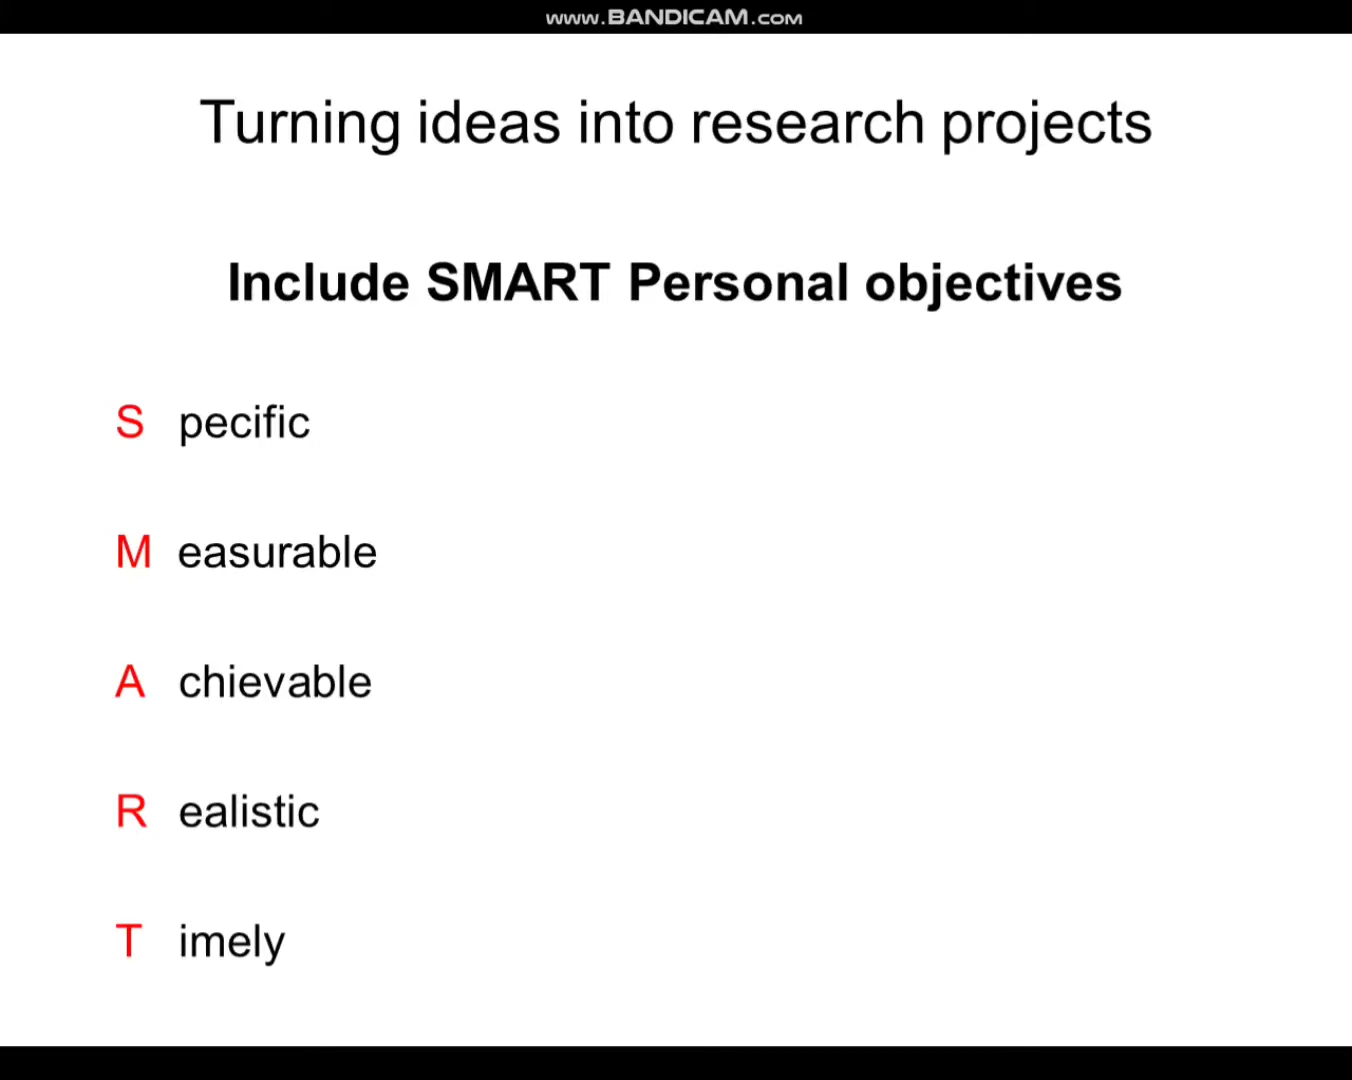 www.BANDICAM.com
Turning ideas into research projects
Include SMART Personal objectives
S pecific
M easurable
A chievable
R ealistic
T imely